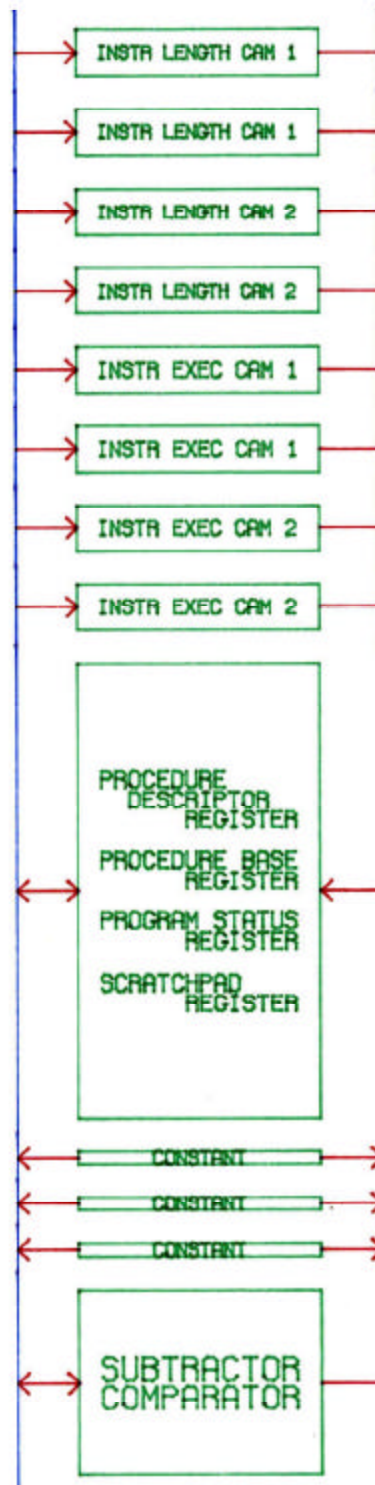 INSTR LENGTH CAM 1
INSTR LENGTH CAM 1
INSTR LENGTH CAM 2
INSTR LENGTH CAM 2
INSTR EXEC CAM 1
INSTR EXEC CAM 1
INSTR EXEC CAM 2
INSTR EXEC CAM 2
PROCEDURE
DESCRIPTOR
REGISTER
PROCEDURE BASE
REGISTER
PROGRAM STATUS
REGISTER
SCRATCHPAD
REGISTER
CONSTANT
CONSTANT
CONSTANT
SUBTRACTOR
COMPARATOR